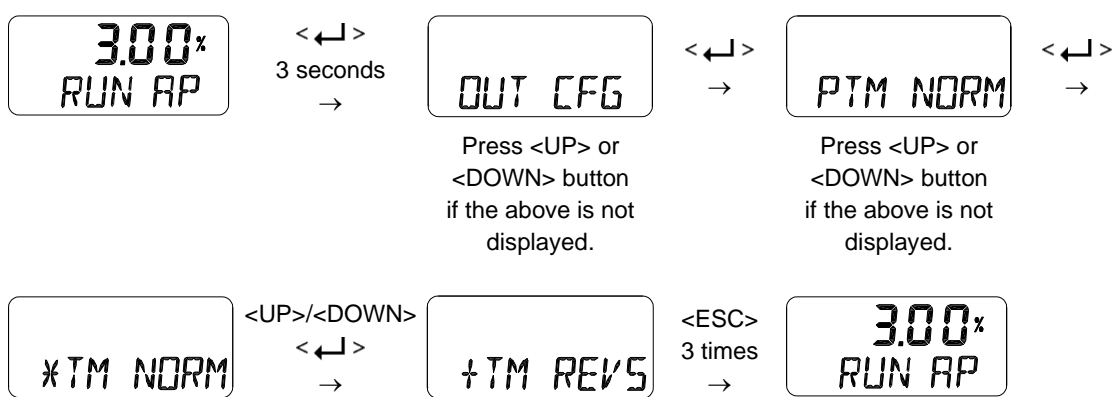 3.00%
RUN AP
<↵>
3 seconds
→
OUT CFG
Press <UP> or
<DOWN> button
if the above is not
displayed.
<↵>
→
PTM NORM
Press <UP> or
<DOWN> button
if the above is not
displayed.
<↵>
→
*TM NORM
<UP>/<DOWN>
<↵>
→
+TM REVS
<ESC>
3 times
→
3.00%
RUN AP